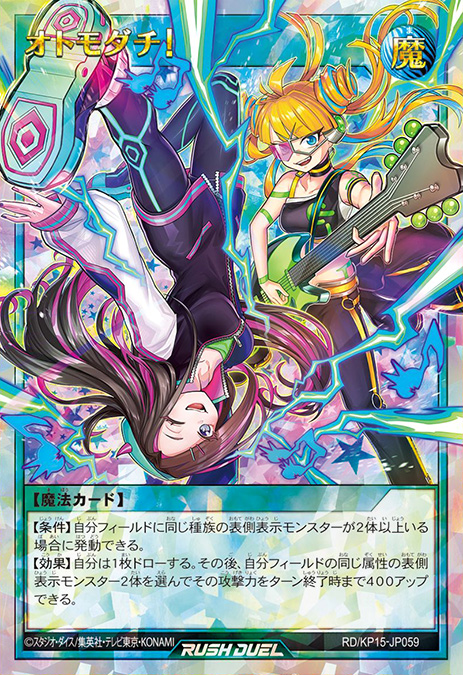 オトモダチ!
魔
【魔法カード】
【条件】自分フィールドに同じ種族の表側表示モンスターが2体以上いる
場合に発動できる。
【効果】自分は1枚ドローする。その後、自分フィールドの同じ属性の表側
表示モンスター2体を選んでその攻撃力をターン終了時まで400アップ
できる。
©スタジオ・ダイス/集英社・テレビ東京・KONAMI
RUSH DUEL
RD/KP15-JP059